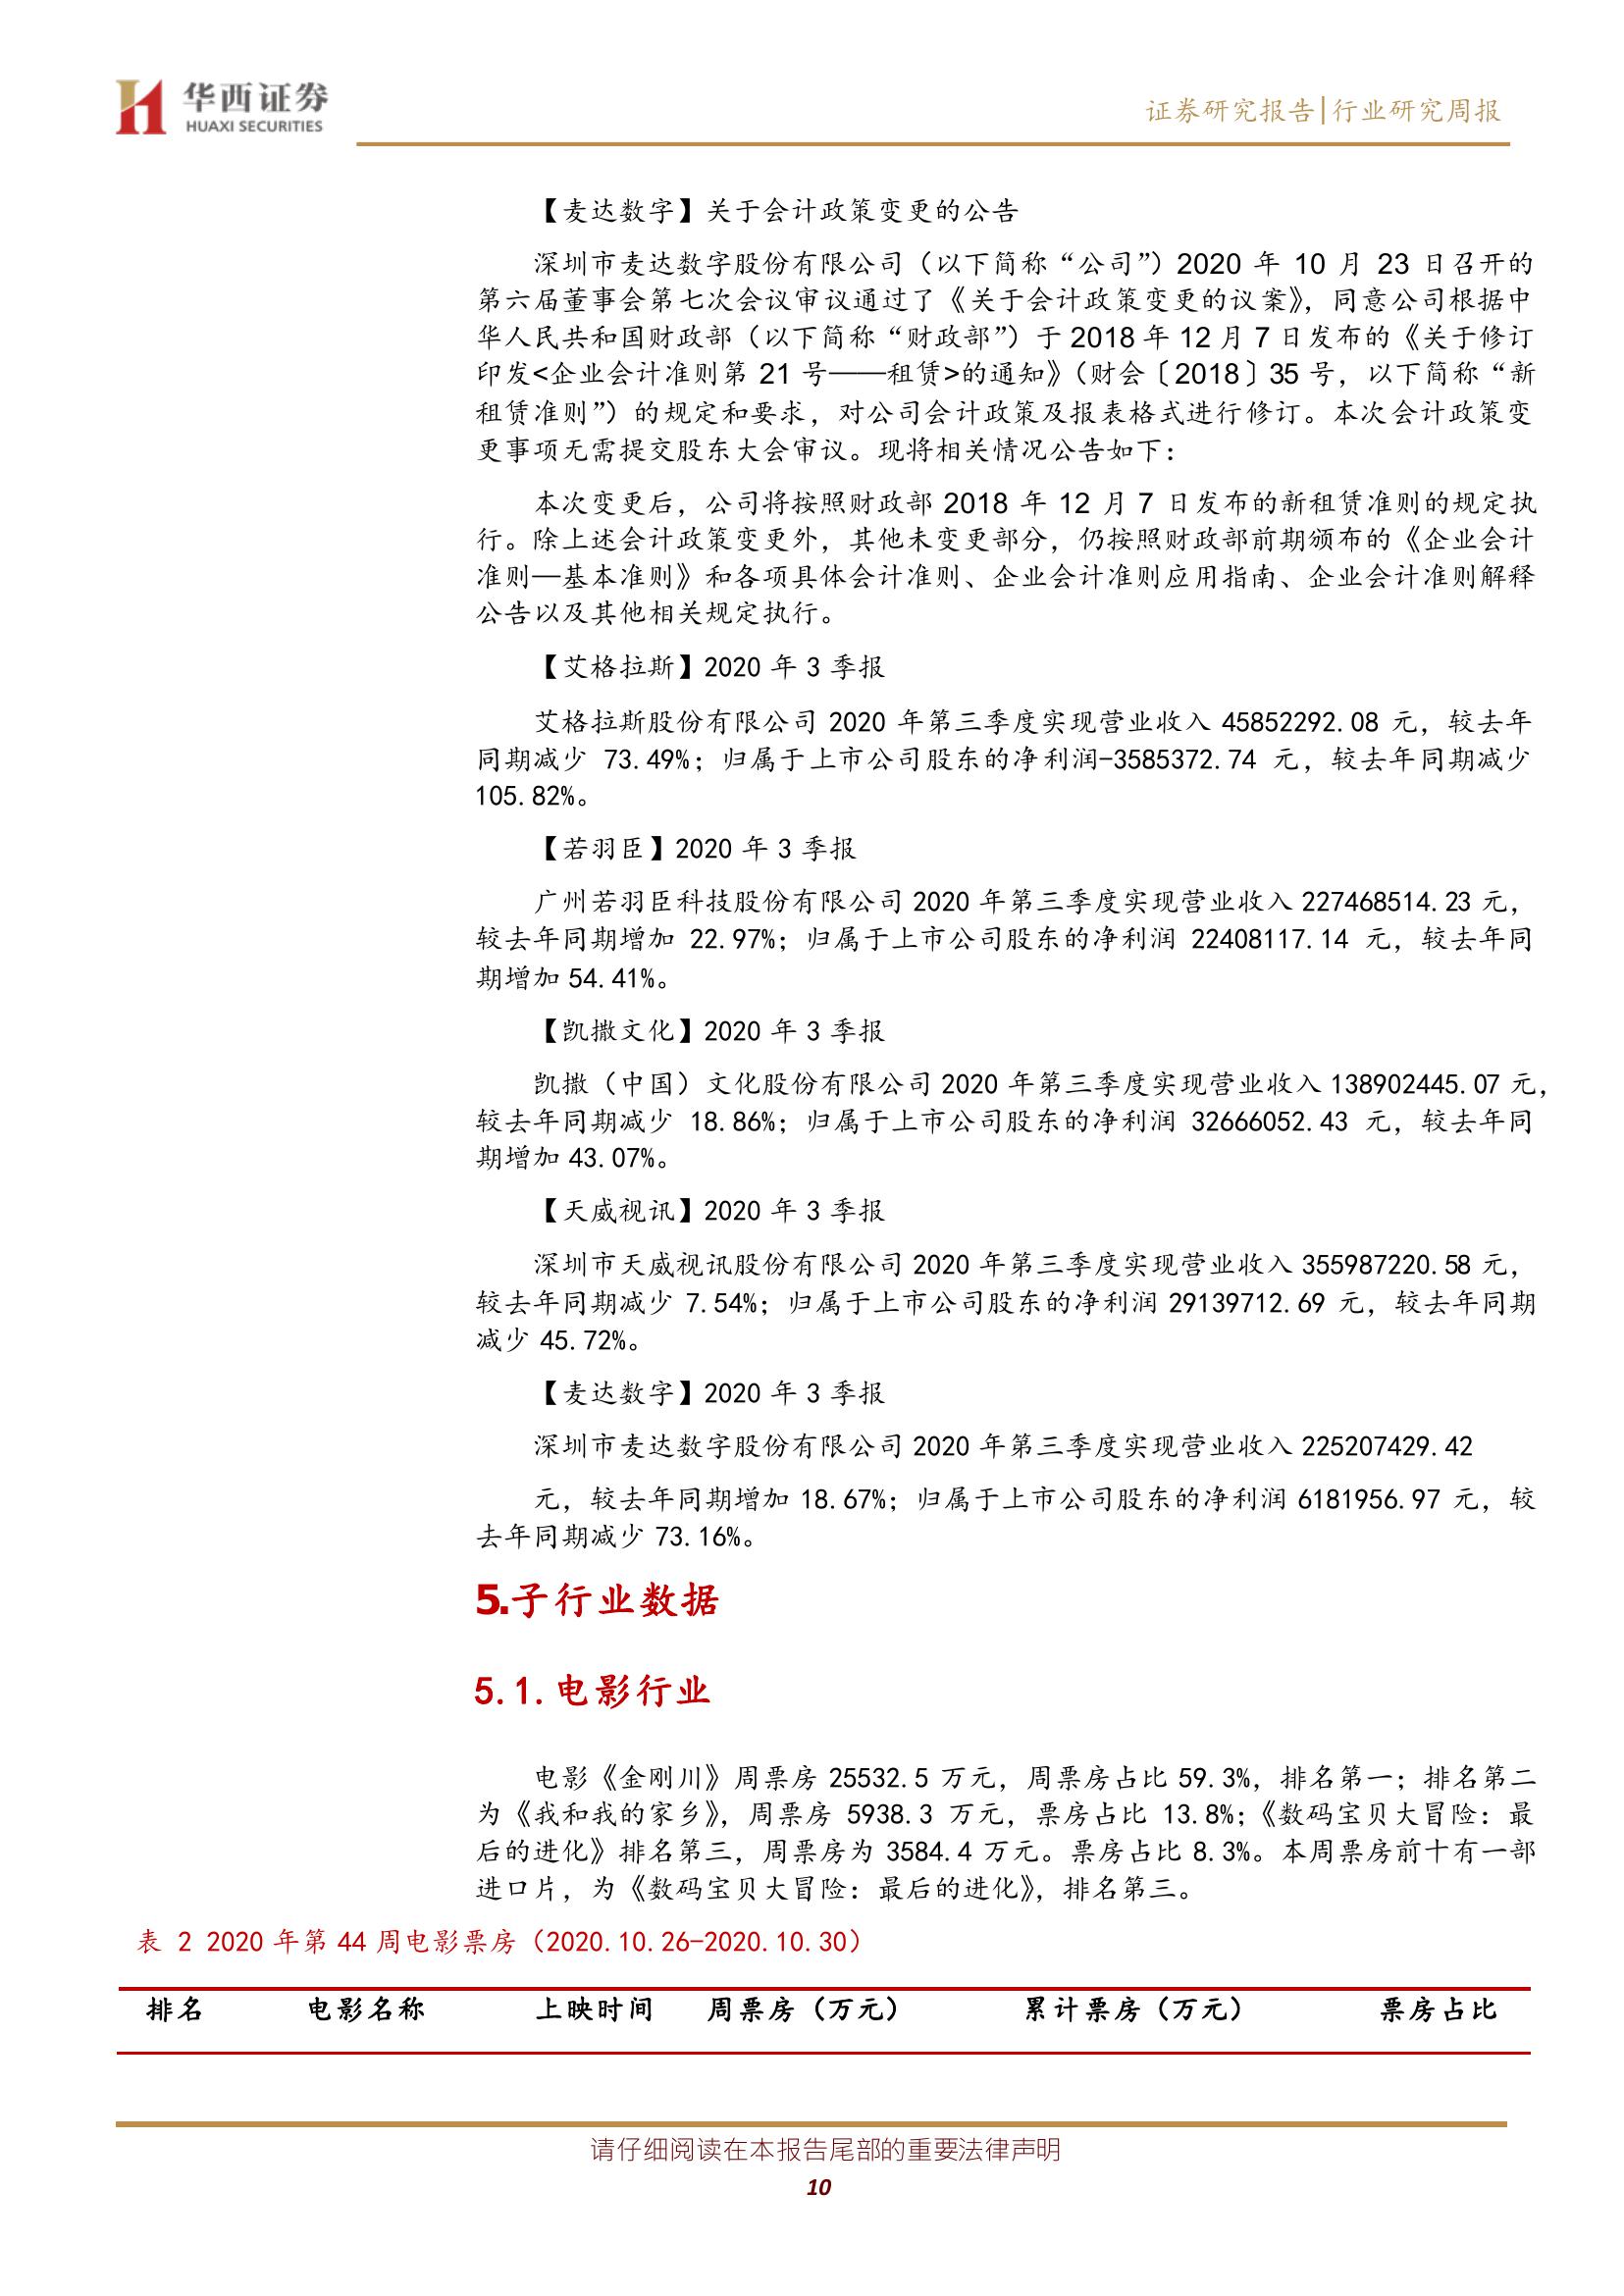 华西证券
HUAXI SECURITIES
证券研究报告|行业研究周报
【麦达数字】关于会计政策变更的公告
深圳市麦达数字股份有限公司（以下简称“公司”）2020 年 10 月 23 日召开的
第六届董事会第七次会议审议通过了《关于会计政策变更的议案》，同意公司根据中
华人民共和国财政部（以下简称“财政部”）于 2018 年 12 月 7 日发布的《关于修订
印发<企业会计准则第 21 号——租赁>的通知》（财会〔2018〕35 号，以下简称“新
租赁准则”）的规定和要求，对公司会计政策及报表格式进行修订。本次会计政策变
更事项无需提交股东大会审议。现将相关情况公告如下：
本次变更后，公司将按照财政部 2018 年 12 月 7 日发布的新租赁准则的规定执
行。除上述会计政策变更外，其他未变更部分，仍按照财政部前期颁布的《企业会计
准则—基本准则》和各项具体会计准则、企业会计准则应用指南、企业会计准则解释
公告以及其他相关规定执行。
【艾格拉斯】2020 年 3 季报
艾格拉斯股份有限公司 2020 年第三季度实现营业收入 45852292.08 元，较去年
同期减少 73.49%；归属于上市公司股东的净利润-3585372.74 元，较去年同期减少
105.82%。
【若羽臣】2020 年 3 季报
广州若羽臣科技股份有限公司 2020 年第三季度实现营业收入 227468514.23 元，
较去年同期增加 22.97%；归属于上市公司股东的净利润 22408117.14 元，较去年同
期增加 54.41%。
【凯撒文化】2020 年 3 季报
凯撒（中国）文化股份有限公司 2020 年第三季度实现营业收入 138902445.07 元，
较去年同期减少 18.86%；归属于上市公司股东的净利润 32666052.43 元，较去年同
期增加 43.07%。
【天威视讯】2020 年 3 季报
深圳市天威视讯股份有限公司 2020 年第三季度实现营业收入 355987220.58 元，
较去年同期减少 7.54%；归属于上市公司股东的净利润 29139712.69 元，较去年同期
减少 45.72%。
【麦达数字】2020 年 3 季报
深圳市麦达数字股份有限公司 2020 年第三季度实现营业收入 225207429.42
元，较去年同期增加 18.67%；归属于上市公司股东的净利润 6181956.97 元，较
去年同期减少 73.16%。
5.子行业数据
5.1.电影行业
电影《金刚川》周票房 25532.5 万元，周票房占比 59.3%，排名第一；排名第二
为《我和我的家乡》，周票房 5938.3 万元，票房占比 13.8%；《数码宝贝大冒险：最
后的进化》排名第三，周票房为 3584.4 万元。票房占比 8.3%。本周票房前十有一部
进口片，为《数码宝贝大冒险：最后的进化》，排名第三。
表 2 2020 年第 44 周电影票房（2020.10.26-2020.10.30）
排名 电影名称 上映时间 周票房（万元） 累计票房（万元） 票房占比
请仔细阅读在本报告尾部的重要法律声明
10